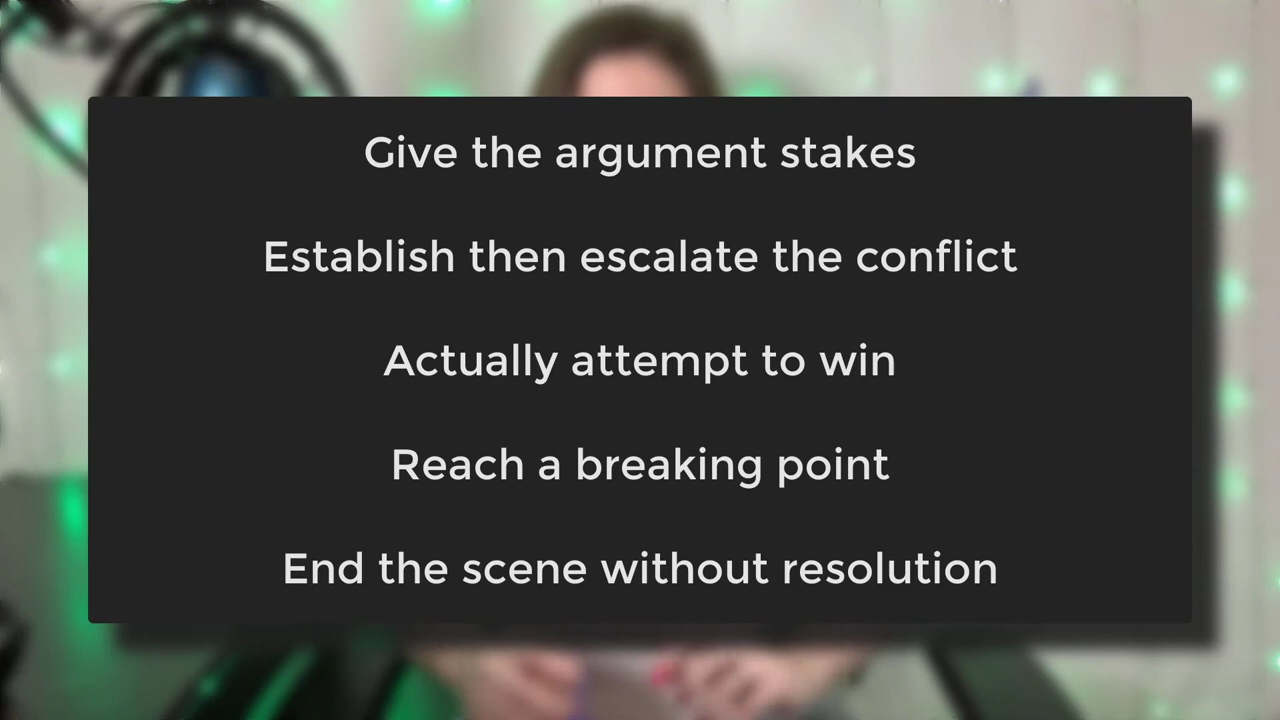 Give the argument stakes
Establish then escalate the conflict
Actually attempt to win
Reach a breaking point
End the scene without resolution